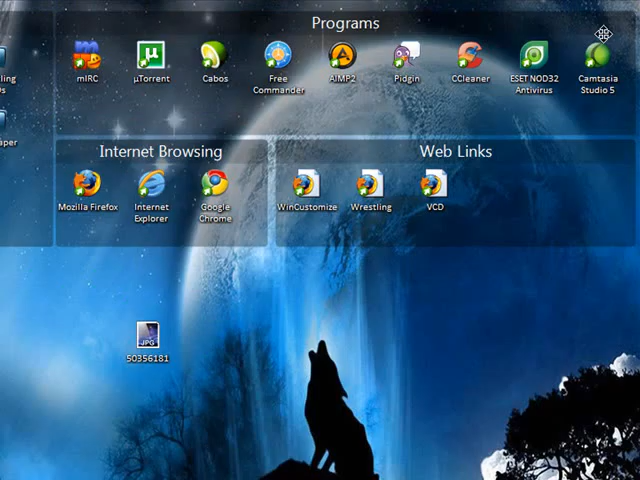 Programs
mIRC
µTorrent
Cabos
Free
Commander
AIMP2
Pidgin
CCleaner
ESET NOD32
Antivirus
Camtasia
Studio 5
Internet Browsing
Mozilla Firefox
Internet
Explorer
Google
Chrome
Web Links
WinCustomize
Wrestling
VCD
JPG
50356181